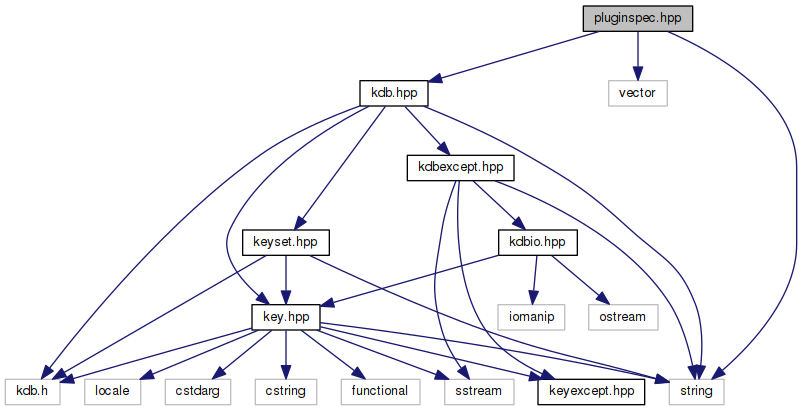 pluginspec.hpp
kdb.hpp
vector
kdbexcept.hpp
keyset.hpp
kdbio.hpp
key.hpp
iomanip
ostream
kdb.h
locale
cstdarg
cstring
functional
sstream
keyexcept.hpp
string